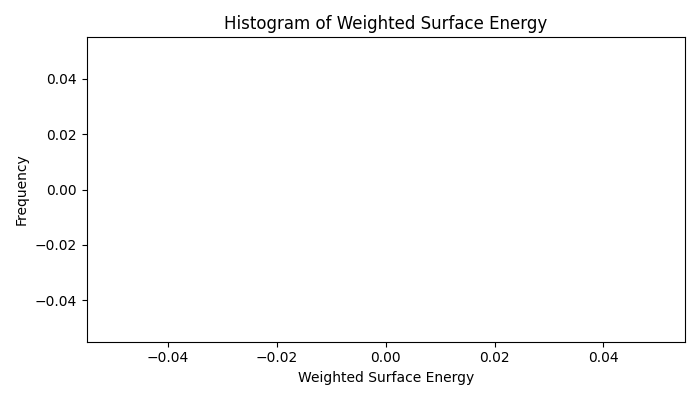 Histogram of Weighted Surface Energy
0.04
0.02
0.00
−0.02
−0.04
Frequency
−0.04 −0.02 0.00 0.02 0.04
Weighted Surface Energy